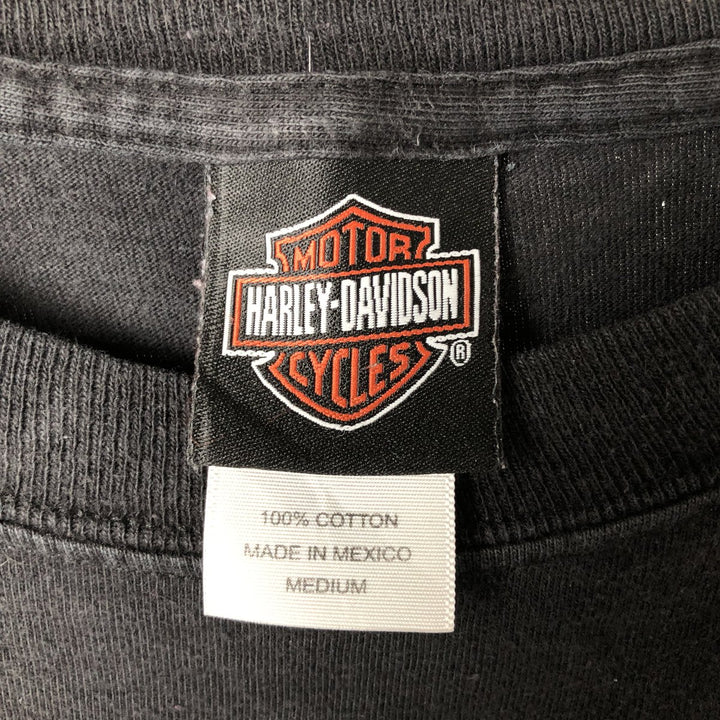 MOTOR
HARLEY-DAVIDSON
CYCLES
®
100% COTTON
MADE IN MEXICO
MEDIUM